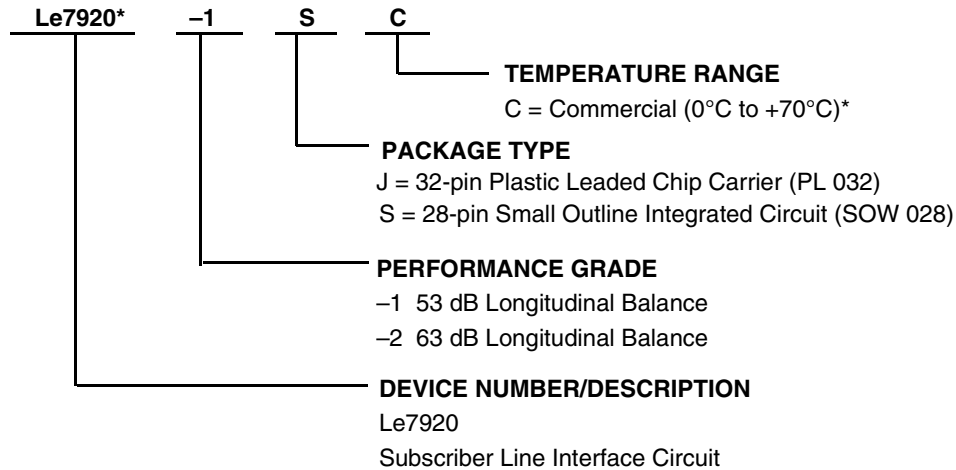 Le7920* –1 S C
TEMPERATURE RANGE
C = Commercial (0°C to +70°C)*
PACKAGE TYPE
J = 32-pin Plastic Leaded Chip Carrier (PL 032)
S = 28-pin Small Outline Integrated Circuit (SOW 028)
PERFORMANCE GRADE
–1 53 dB Longitudinal Balance
–2 63 dB Longitudinal Balance
DEVICE NUMBER/DESCRIPTION
Le7920
Subscriber Line Interface Circuit